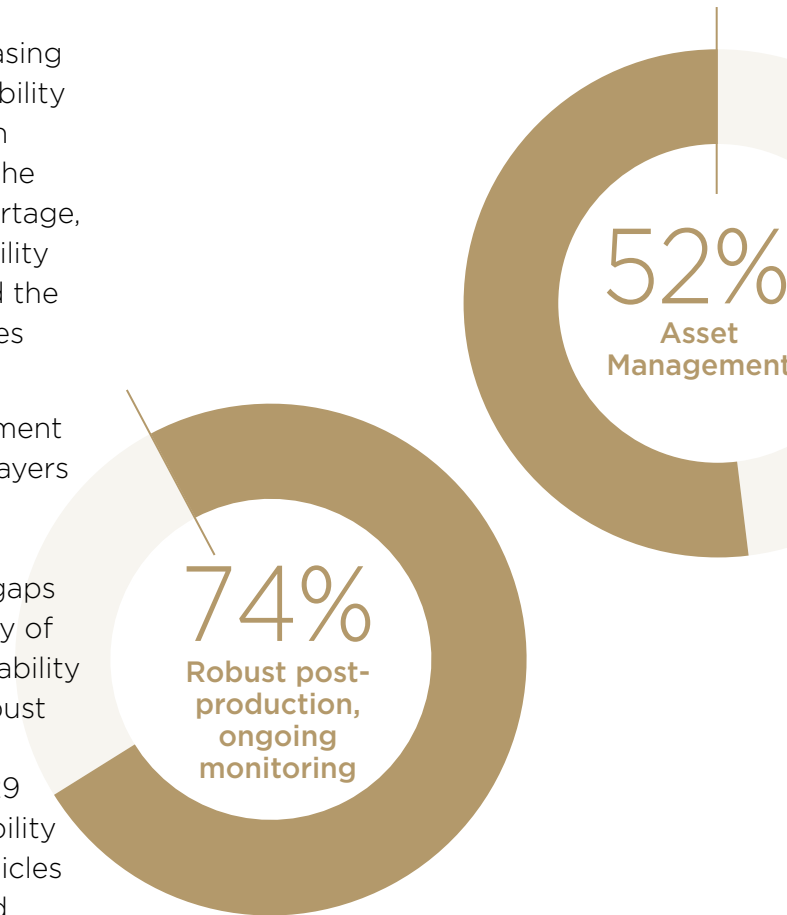 asing
bility
n
he
rtage,
ility
d the
es
ment
ayers
gaps
y of
ability
ust
9
bility
icles
52%
Asset
Management
74%
Robust post-
production,
ongoing
monitoring